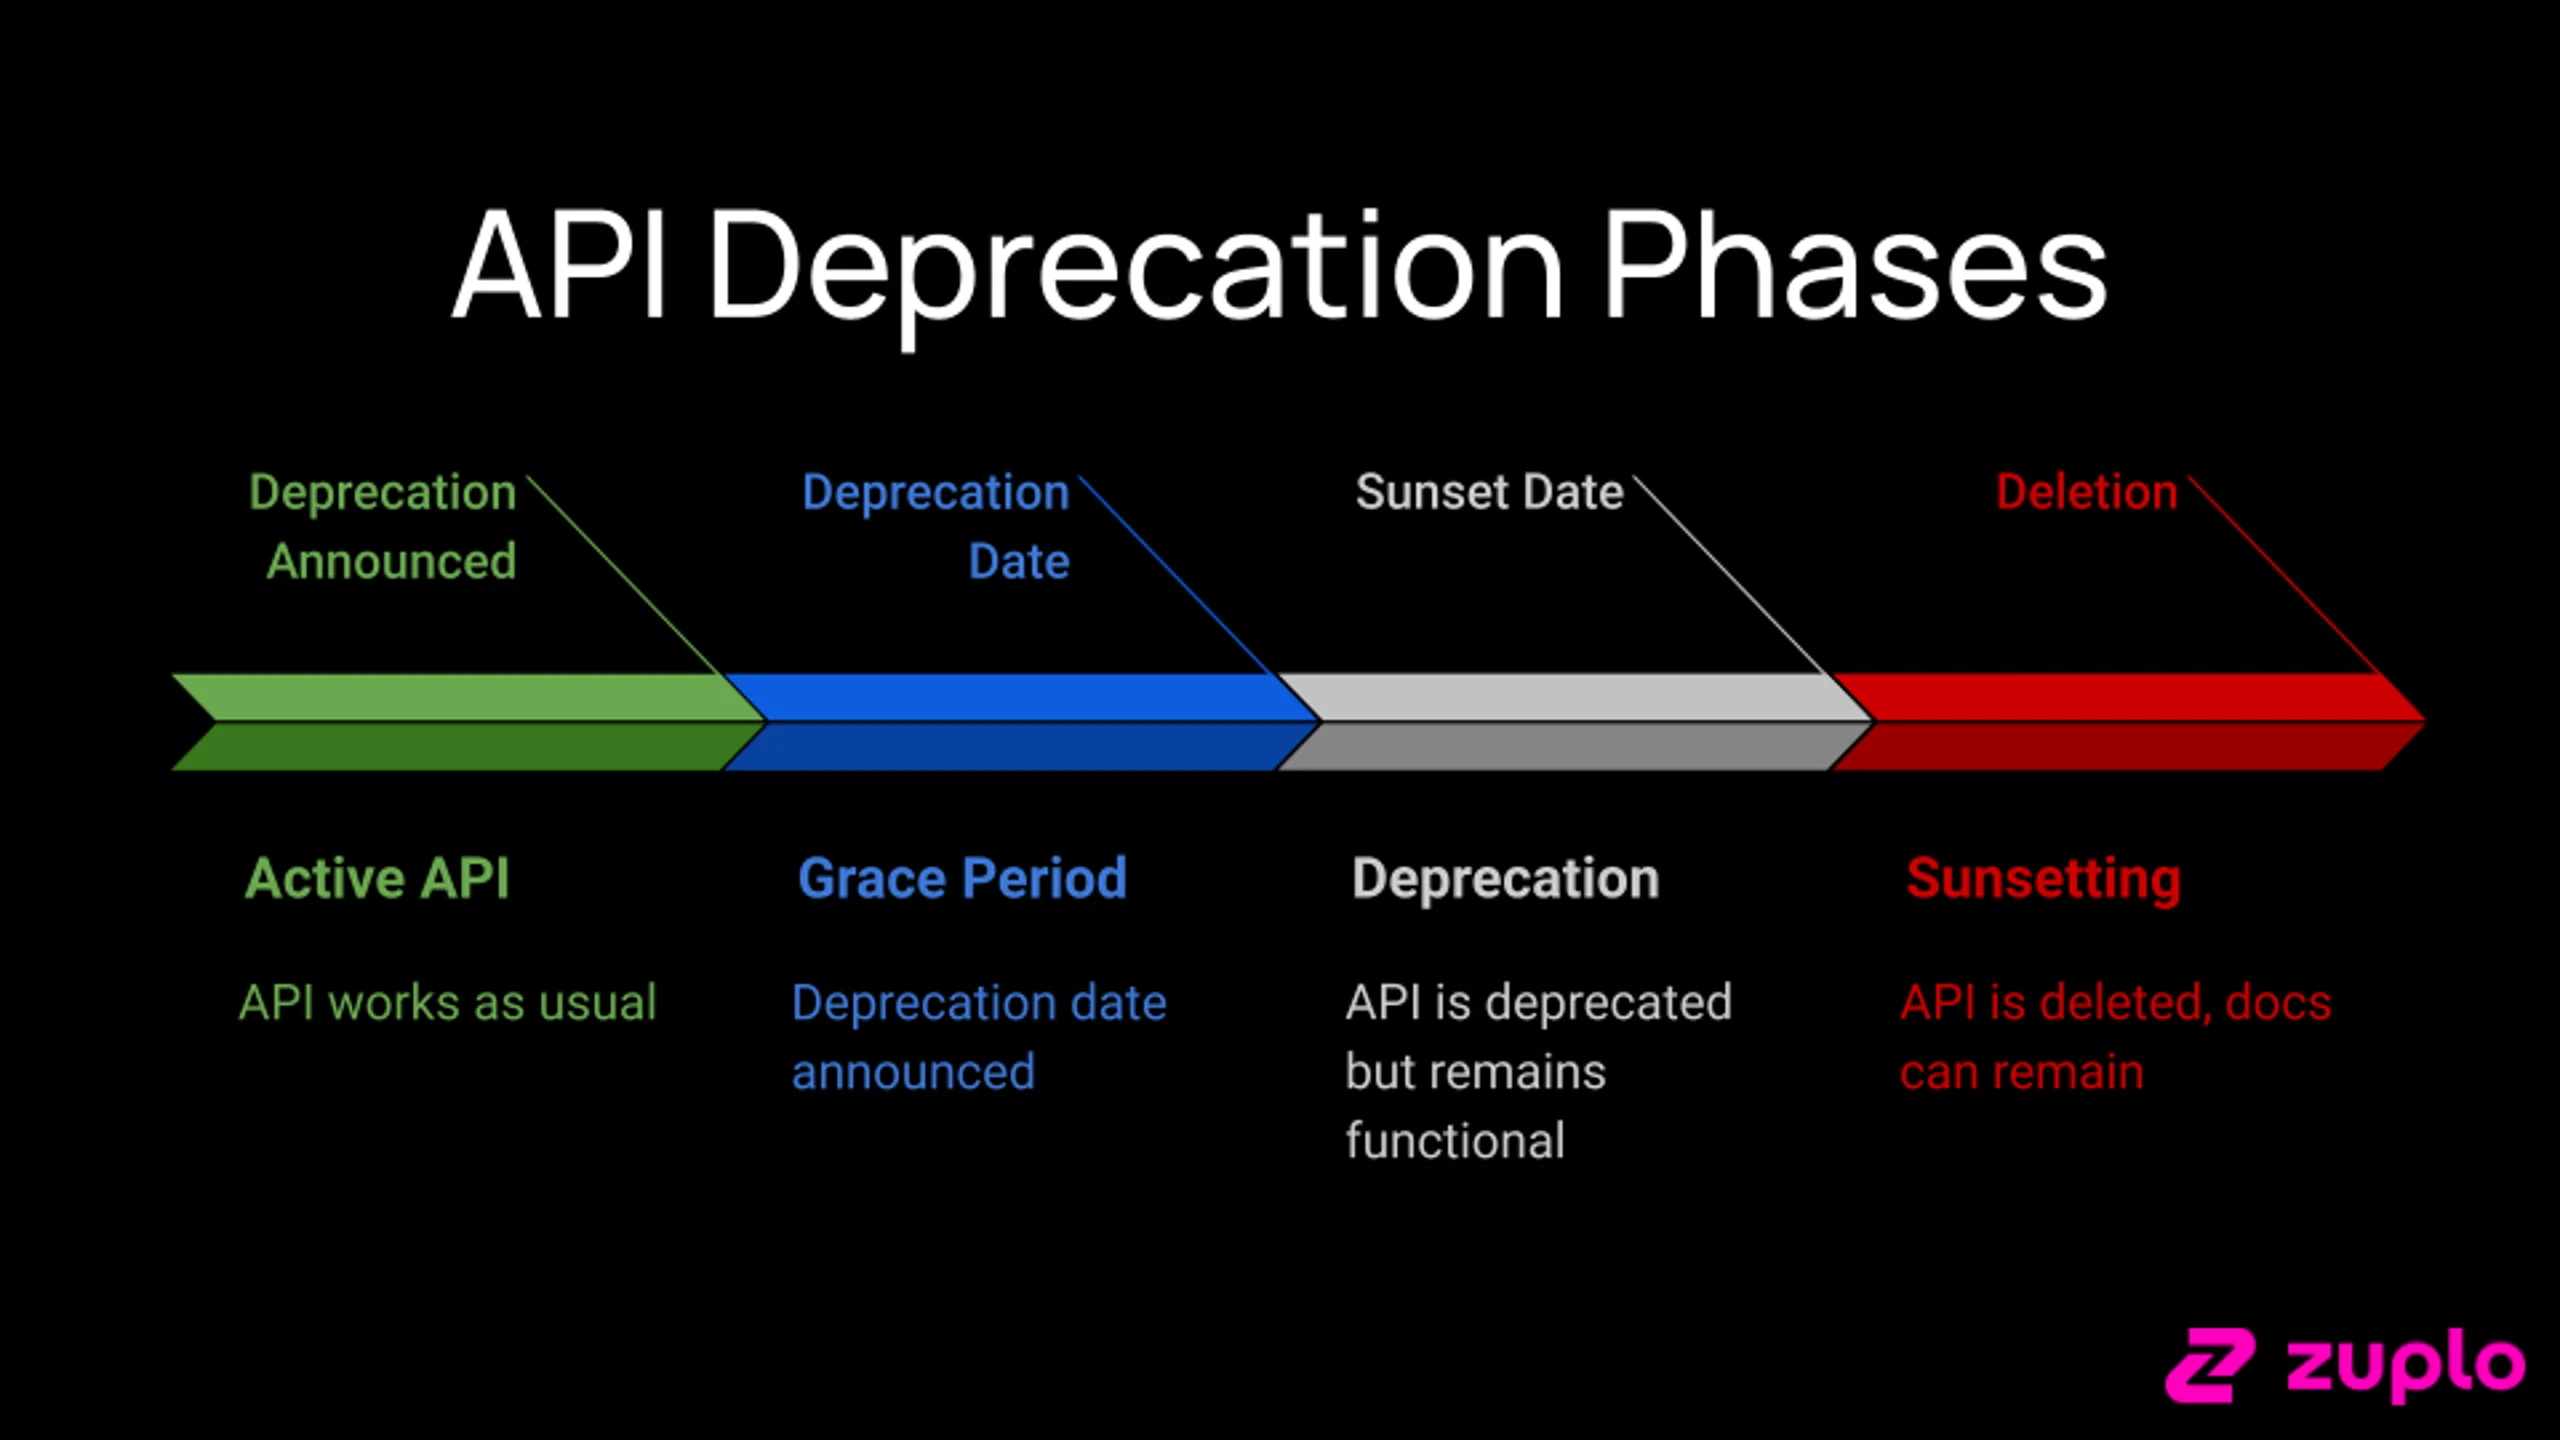 API Deprecation Phases
Deprecation
Announced
Deprecation
Date
Sunset Date
Deletion
Active API
API works as usual
Grace Period
Deprecation date
announced
Deprecation
API is deprecated
but remains
functional
Sunsetting
API is deleted, docs
can remain
zuplo